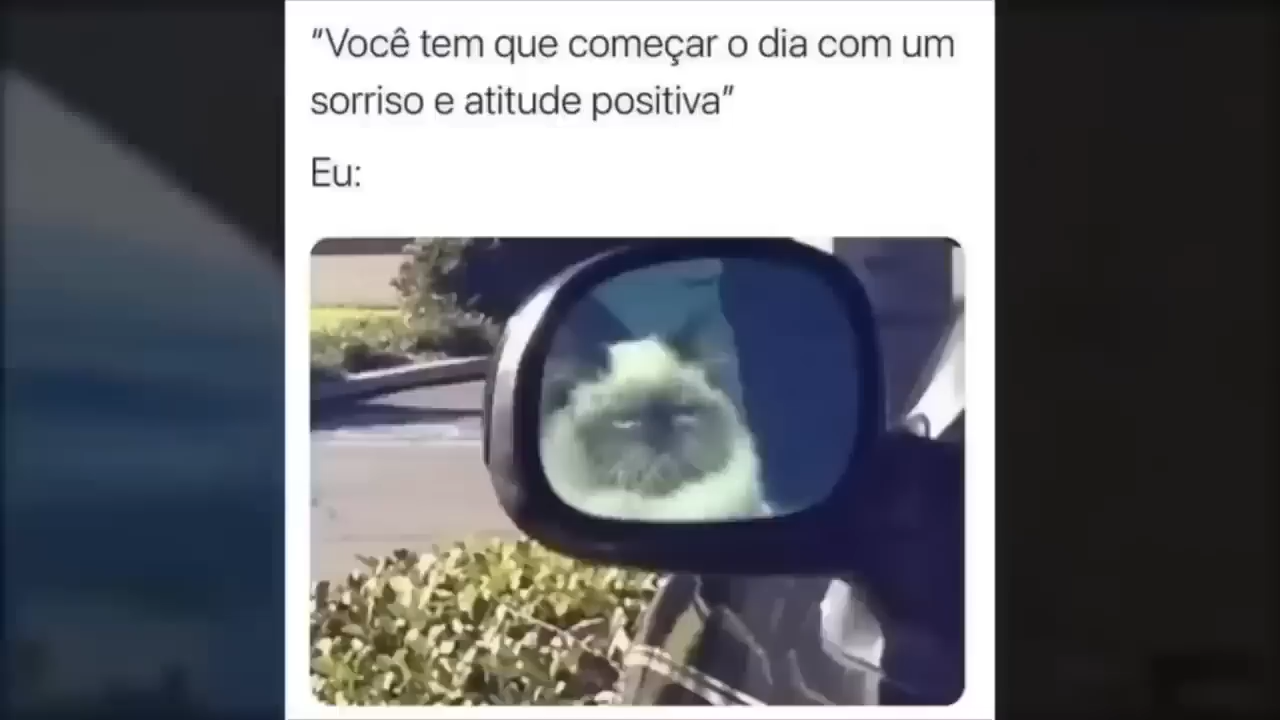 “Você tem que começar o dia com um
sorriso e atitude positiva”
Eu: